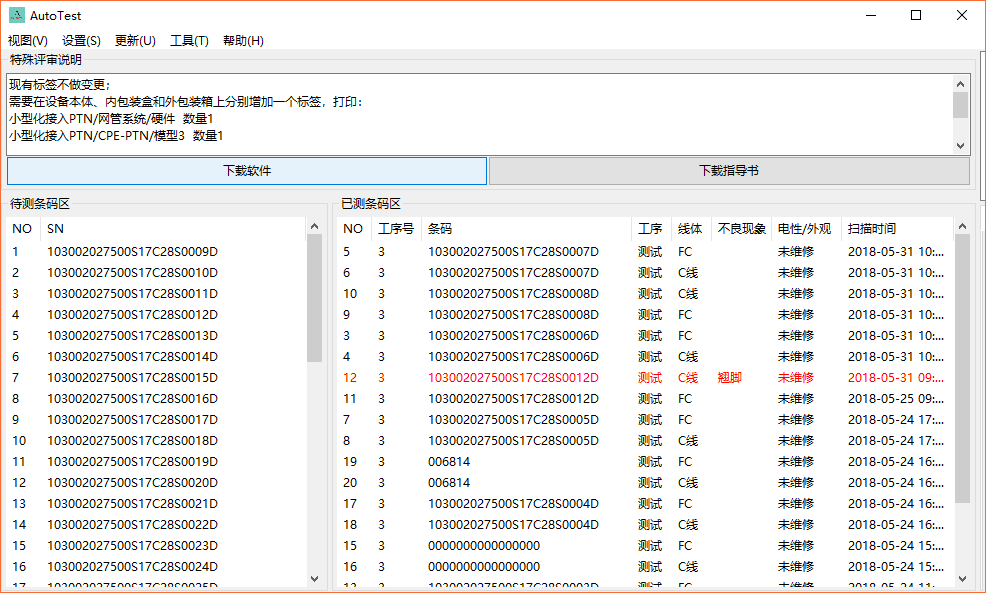 AutoTest
视图(V) 设置(S) 更新(U) 工具(T) 帮助(H)
特殊评审说明
现有标签不做变更;
需要在设备本体、内包装盒和外包装箱上分别增加一个标签，打印:
小型化接入PTN/网管系统/硬件 数量1
小型化接入PTN/CPE-PTN/模型3 数量1
下载软件 下载指导书
待测条码区
NO SN
1 103002027500S17C28S0009D
2 103002027500S17C28S0010D
3 103002027500S17C28S0011D
4 103002027500S17C28S0012D
5 103002027500S17C28S0013D
6 103002027500S17C28S0014D
7 103002027500S17C28S0015D
8 103002027500S17C28S0016D
9 103002027500S17C28S0017D
10 103002027500S17C28S0018D
11 103002027500S17C28S0019D
12 103002027500S17C28S0020D
13 103002027500S17C28S0021D
14 103002027500S17C28S0022D
15 103002027500S17C28S0023D
16 103002027500S17C28S0024D
17 103002027500S17C28S0025D
已测条码区
NO 工序号 条码 工序 线体 不良现象 电性/外观 扫描时间
5 3 103002027500S17C28S0007D 测试 FC 未维修 2018-05-31 10:...
6 3 103002027500S17C28S0007D 测试 C线 未维修 2018-05-31 10:...
10 3 103002027500S17C28S0008D 测试 C线 未维修 2018-05-31 10:...
9 3 103002027500S17C28S0008D 测试 FC 未维修 2018-05-31 10:...
3 3 103002027500S17C28S0006D 测试 FC 未维修 2018-05-31 10:...
4 3 103002027500S17C28S0006D 测试 C线 未维修 2018-05-31 10:...
12 3 103002027500S17C28S0012D 测试 C线 翘脚 未维修 2018-05-31 09:...
11 3 103002027500S17C28S0012D 测试 FC 未维修 2018-05-25 09:...
7 3 103002027500S17C28S0005D 测试 FC 未维修 2018-05-24 17:...
8 3 103002027500S17C28S0005D 测试 C线 未维修 2018-05-24 17:...
19 3 006814 测试 FC 未维修 2018-05-24 16:...
20 3 006814 测试 C线 未维修 2018-05-24 16:...
17 3 103002027500S17C28S0004D 测试 FC 未维修 2018-05-24 16:...
18 3 103002027500S17C28S0004D 测试 C线 未维修 2018-05-24 16:...
15 3 0000000000000000 测试 FC 未维修 2018-05-24 15:...
16 3 0000000000000000 测试 C线 未维修 2018-05-24 15:...
13 3 103002027500S17C28S0003D 测试 FC 未维修 2018-05-24 11:...